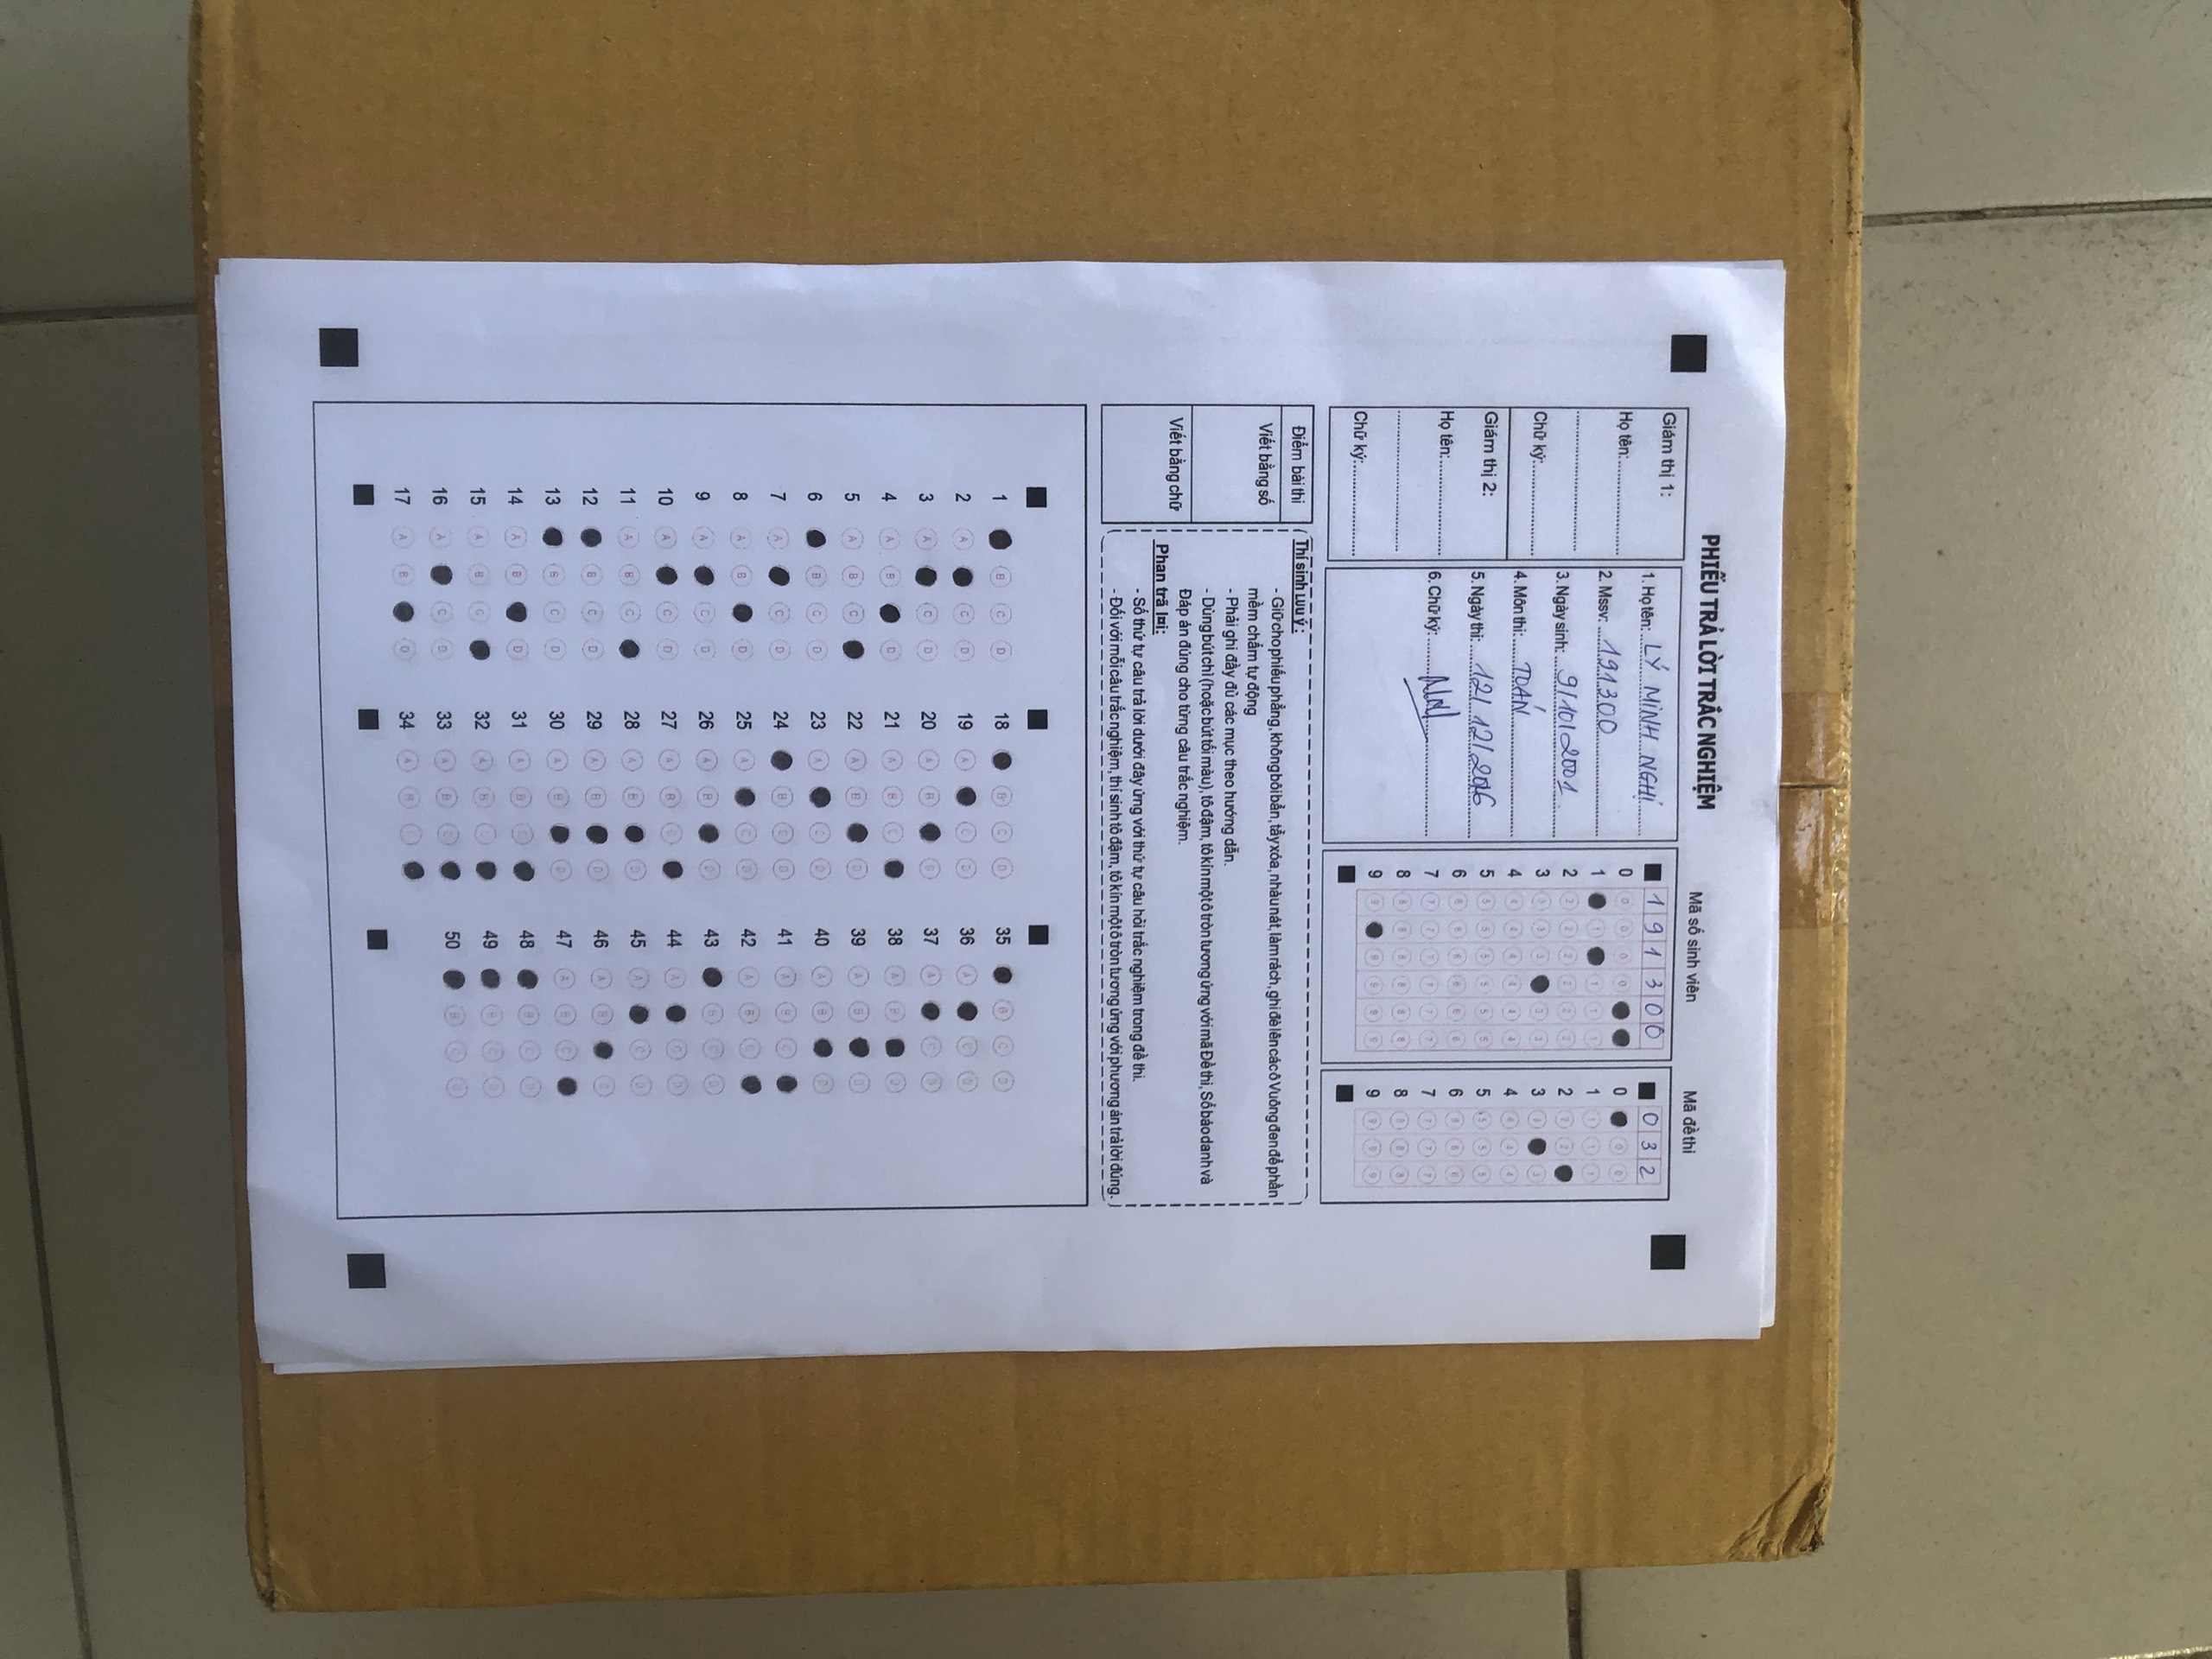 PHIẾU TRẢ LỜI TRẮC NGHIỆM
Giám thị 1:
Họ tên:
Chữ ký:
Giám thị 2:
Họ tên:
Chữ ký:
1. Họ tên: LÝ MINH NGHỊ
2. Mssv: 191300
3. Ngày sinh: 9/10/2001
4. Môn thi: TOÁN
5. Ngày thi: 12/12/2016
6. Chữ ký:
Mã số sinh viên
1 9 1 3 0 0
0 0 0 0 0
1 1 1 1 1
2 2 2 2 2 2 2
3 3 3 3 3 3
4 4 4 4 4 4 4
5 5 5 5 5 5 5
6 6 6 6 6 6 6
7 7 7 7 7 7 7
8 8 8 8 8 8 8
9 9 9 9 9 9
Mã đề thi
0 3 2
0 0 0
1 1 1 1
2 2 2
3 3 3
4 4 4 4
5 5 5 5
6 6 6 6
7 7 7 7
8 8 8 8
9 9 9 9
Điểm bài thi
Viết bằng số
Viết bằng chữ
Thí sinh Lưu ý:
- Giữ cho phiếu phẳng, không bôi bẩn, tẩy xóa, nhàu nát, làm rách, ghi đè lên các ô Vuông đen để phần
mềm chấm tự động
- Phải ghi đầy đủ các mục theo hướng dẫn.
- Dùng bút chì (hoặc bút tối màu), tô đậm, tô kín một ô tròn tương ứng với mã Đề thi, Số báo danh và
Đáp án đúng cho từng câu trắc nghiệm.
Phan trã l¤i:
- Số thứ tự câu trả lời dưới đây ứng với thứ tự câu hỏi trắc nghiệm trong đề thi.
- Đối với mỗi câu trắc nghiệm, thí sinh tô đậm, tô kín một ô tròn tương ứng với phương án trả lời đúng.
1 B C D
2 A C D
3 A C D
4 A B D
5 A B C
6 B C D
7 A C D
8 A B D
9 A C D
10 A C D
11 A B C
12 B C D
13 B C D
14 A B D
15 A B C
16 A C D
17 A B D
18 B C D
19 A C D
20 A B D
21 A B C
22 A B D
23 A C D
24 B C D
25 A C D
26 A B D
27 A B C
28 A B D
29 A B D
30 A B D
31 A B C
32 A B C
33 A B C
34 A B C
35 B C D
36 A C D
37 A C D
38 A B D
39 A B D
40 A B D
41 A B C
42 A B C
43 B C D
44 A C D
45 A C D
46 A B D
47 A B C
48 B C D
49 B C D
50 B C D